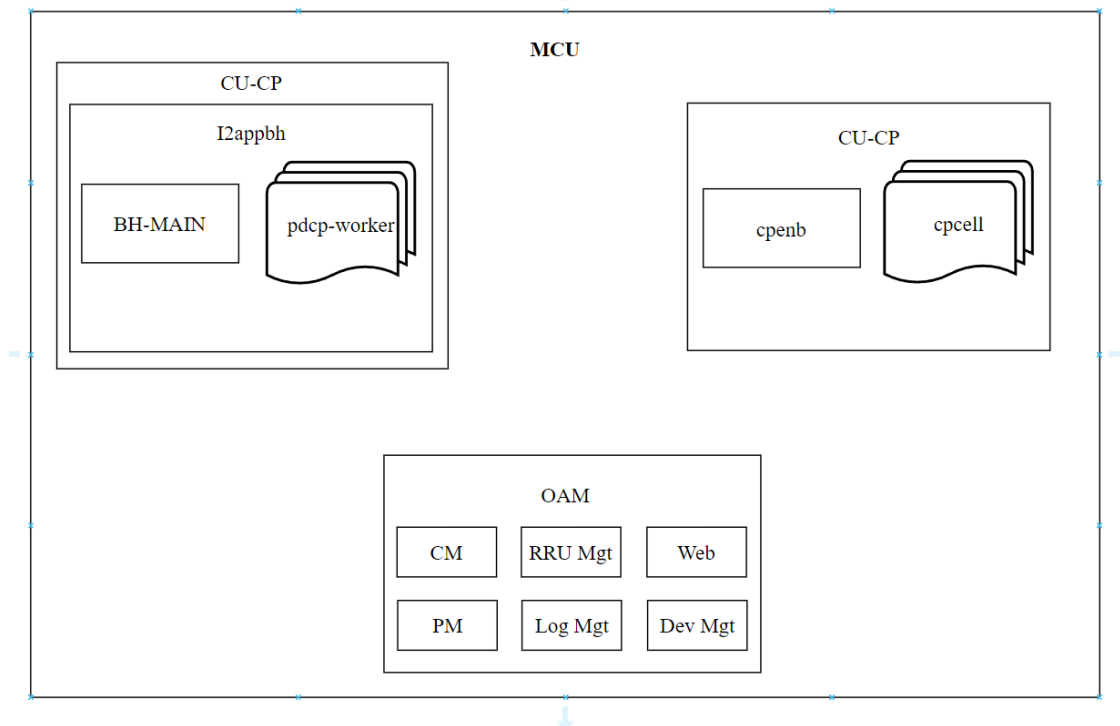 MCU
CU-CP
I2appbh
BH-MAIN
pdcp-worker
CU-CP
cpenb
cpcell
OAM
CM
RRU Mgt
Web
PM
Log Mgt
Dev Mgt